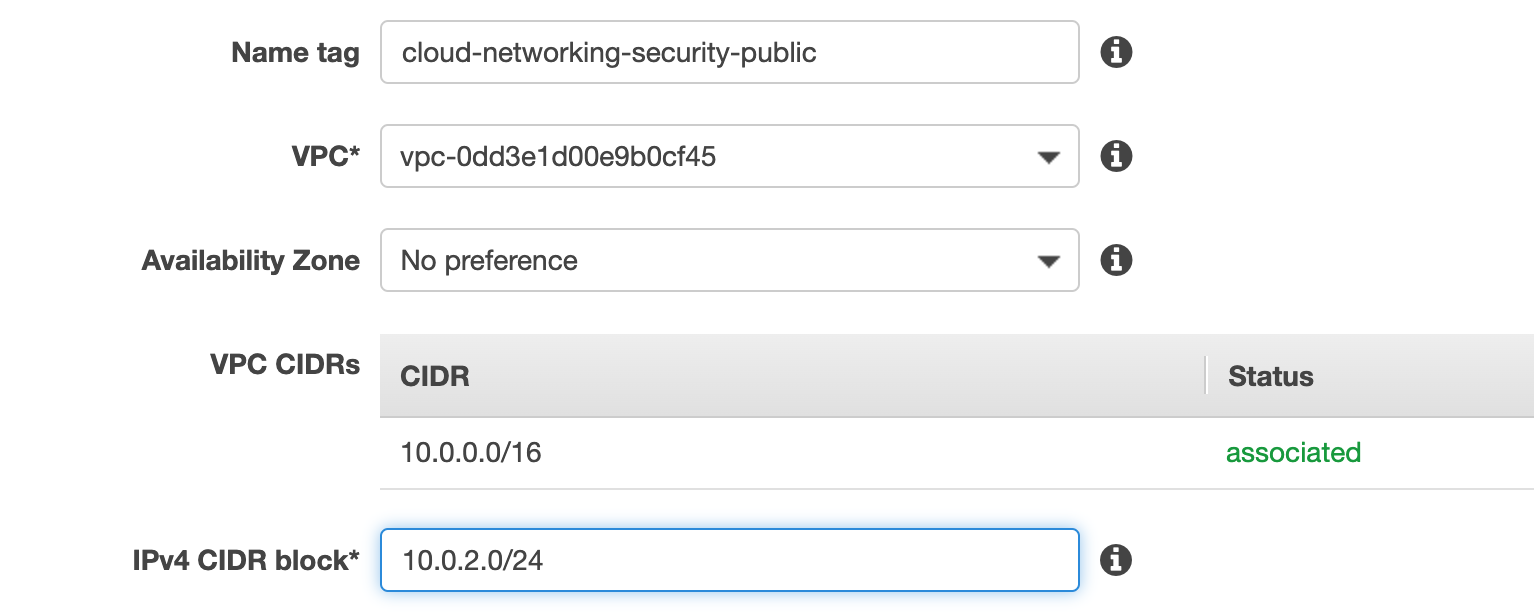 Name tag cloud-networking-security-public
VPC* vpc-0dd3e1d00e9b0cf45
Availability Zone No preference
VPC CIDRs CIDR Status
10.0.0.0/16 associated
IPv4 CIDR block* 10.0.2.0/24